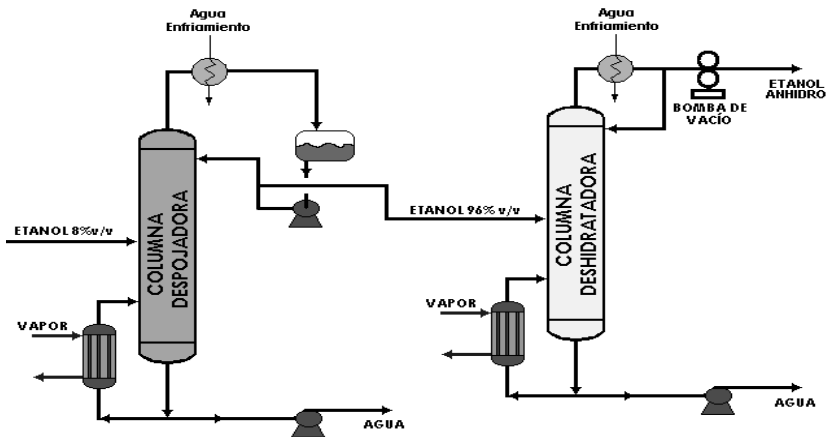 Agua
Enfriamiento
COLUMNA
DESPOJADORA
ETANOL 8%v/v
VAPOR
AGUA
ETANOL 96% v/v
Agua
Enfriamiento
BOMBA DE
VACÍO
ETANOL
ANHIDRO
COLUMNA
DESHIDRATADORA
VAPOR
AGUA